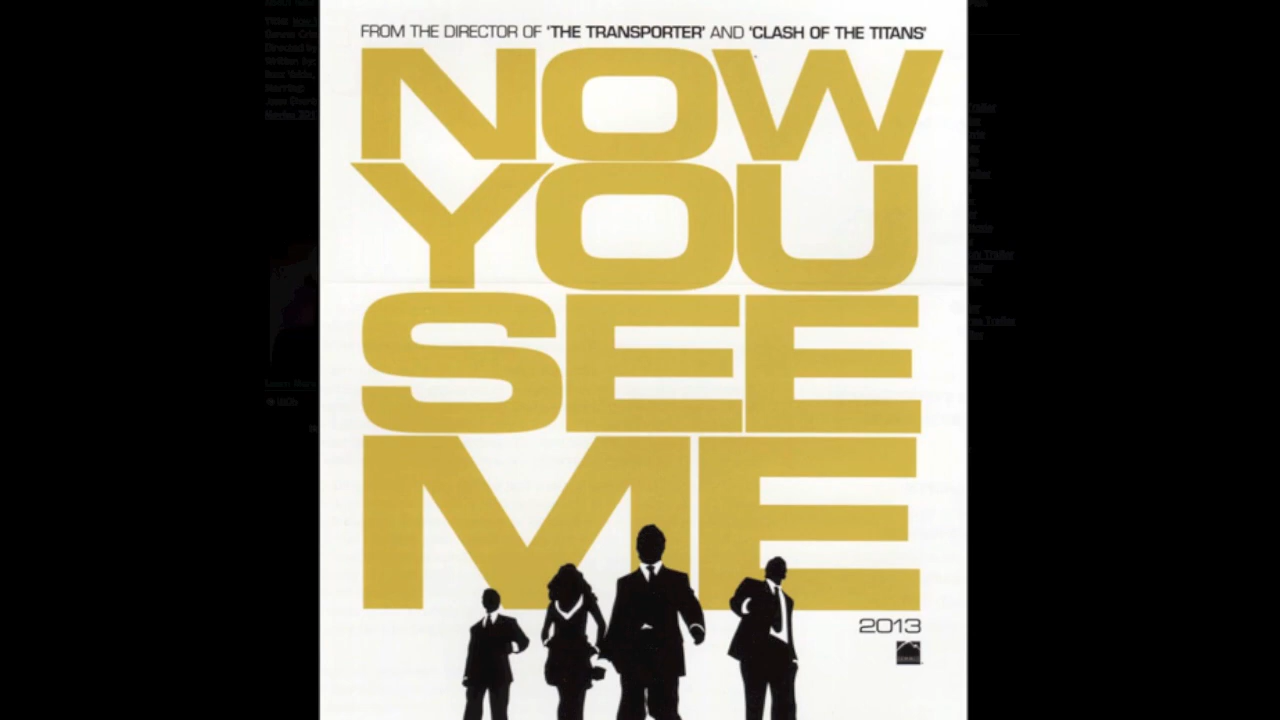 FROM THE DIRECTOR OF 'THE TRANSPORTER' AND 'CLASH OF THE TITANS'
NOW
YOU
SEE
ME
2013